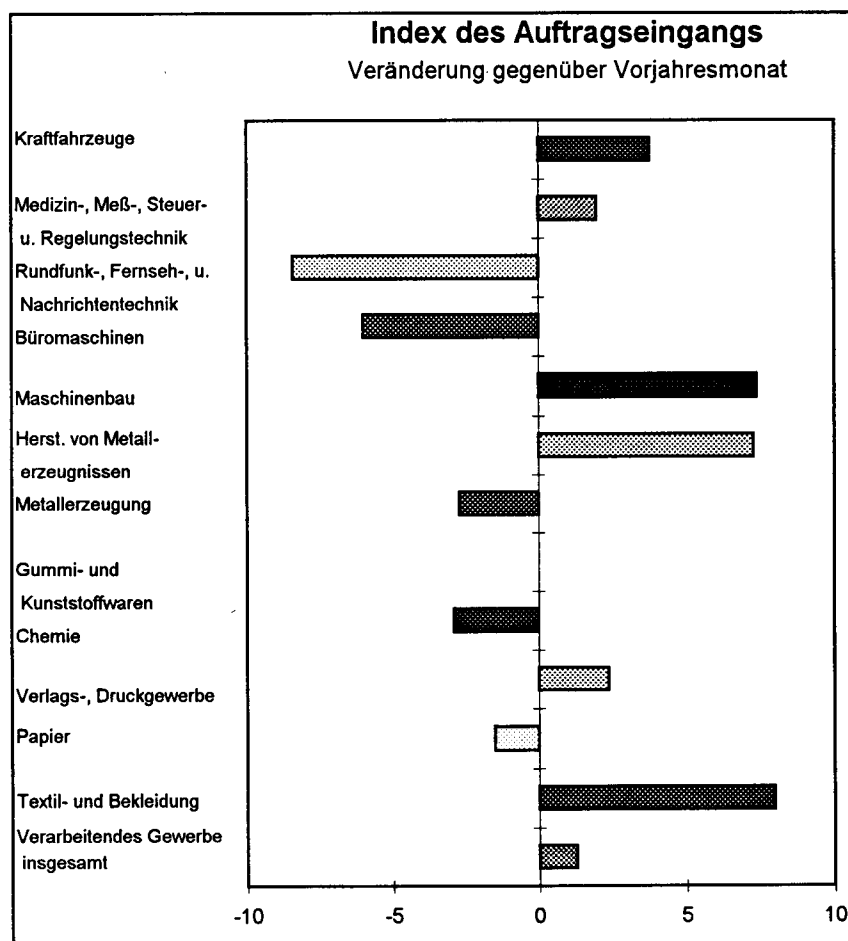 Index des Auftragseingangs
Veränderung gegenüber Vorjahresmonat
Kraftfahrzeuge
Medizin-, Meß-, Steuer-
u. Regelungstechnik
Rundfunk-, Fernseh-, u.
Nachrichtentechnik
Büromaschinen
Maschinenbau
Herst. von Metall-
erzeugnissen
Metallerzeugung
Gummi- und
Kunststoffwaren
Chemie
Verlags-, Druckgewerbe
Papier
Textil- und Bekleidung
Verarbeitendes Gewerbe
insgesamt
-10 -5 0 5 10